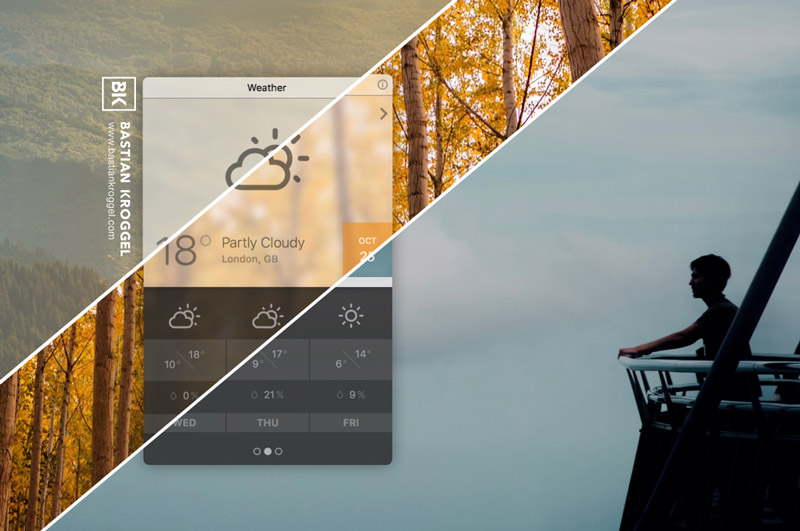 BK
BASTIAN KROGGEL
www.bastiankroggel.com
Weather
18°
Partly Cloudy
London, GB
OCT
26
10° 18°
9° 17°
6° 14°
0%
21%
9%
WED
THU
FRI